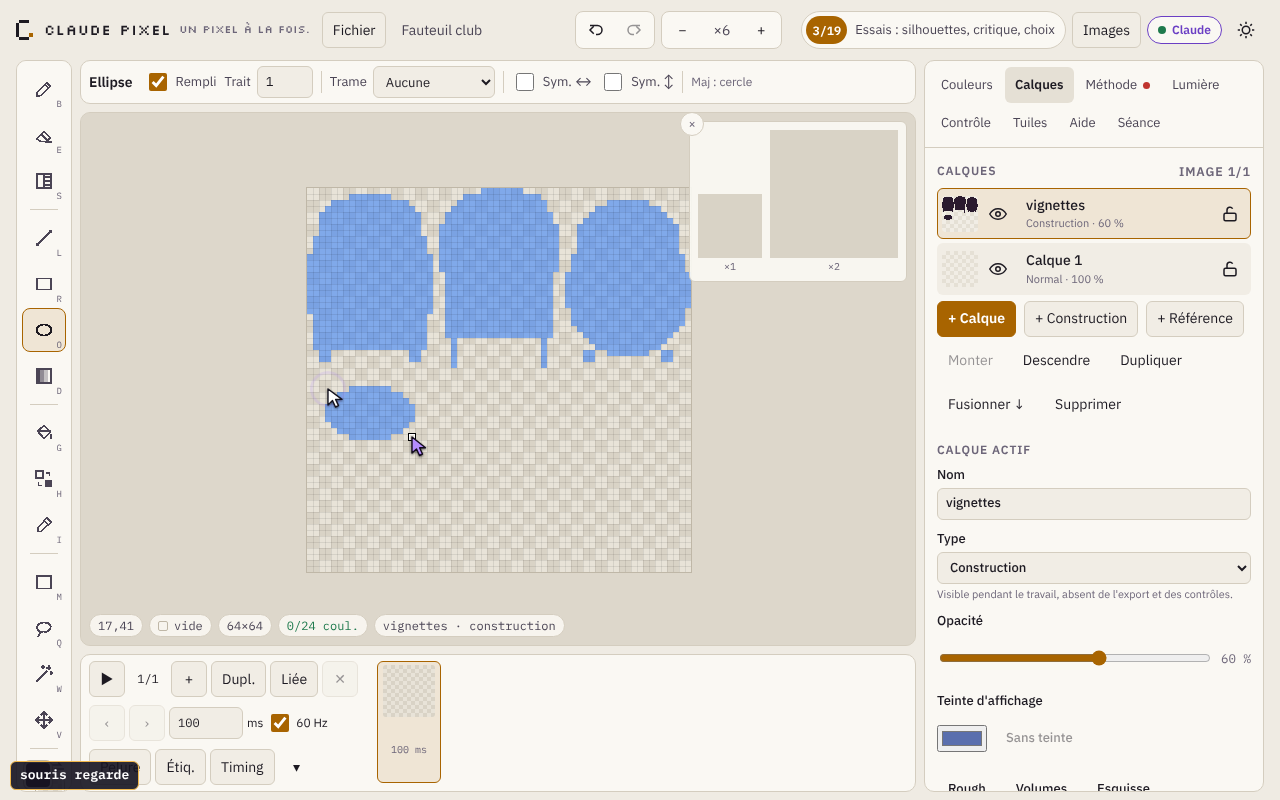 CLAUDE PIXEL UN PIXEL À LA FOIS. Fichier Fauteuil club − ×6 + 3/19 Essais : silhouettes, critique, choix Images Claude
Ellipse Rempli Trait 1 Trame Aucune Sym. ↔ Sym. ↕ Maj : cercle
B
E
S
L
R
O
D
G
H
I
M
Q
W
V
×
×1 ×2
17,41 vide 64×64 0/24 coul. vignettes · construction
1/1 + Dupl. Liée ×
‹ › 100 ms 60 Hz
Étiq. Timing ▼
100 ms
souris regarde
Couleurs Calques Méthode Lumière
Contrôle Tuiles Aide Séance
CALQUES IMAGE 1/1
vignettes
Construction · 60 %
Calque 1
Normal · 100 %
+ Calque + Construction + Référence
Monter Descendre Dupliquer
Fusionner ↓ Supprimer
CALQUE ACTIF
Nom
vignettes
Type
Construction
Visible pendant le travail, absent de l'export et des contrôles.
Opacité
60 %
Teinte d'affichage
Sans teinte
Rough Volumes Esquisse